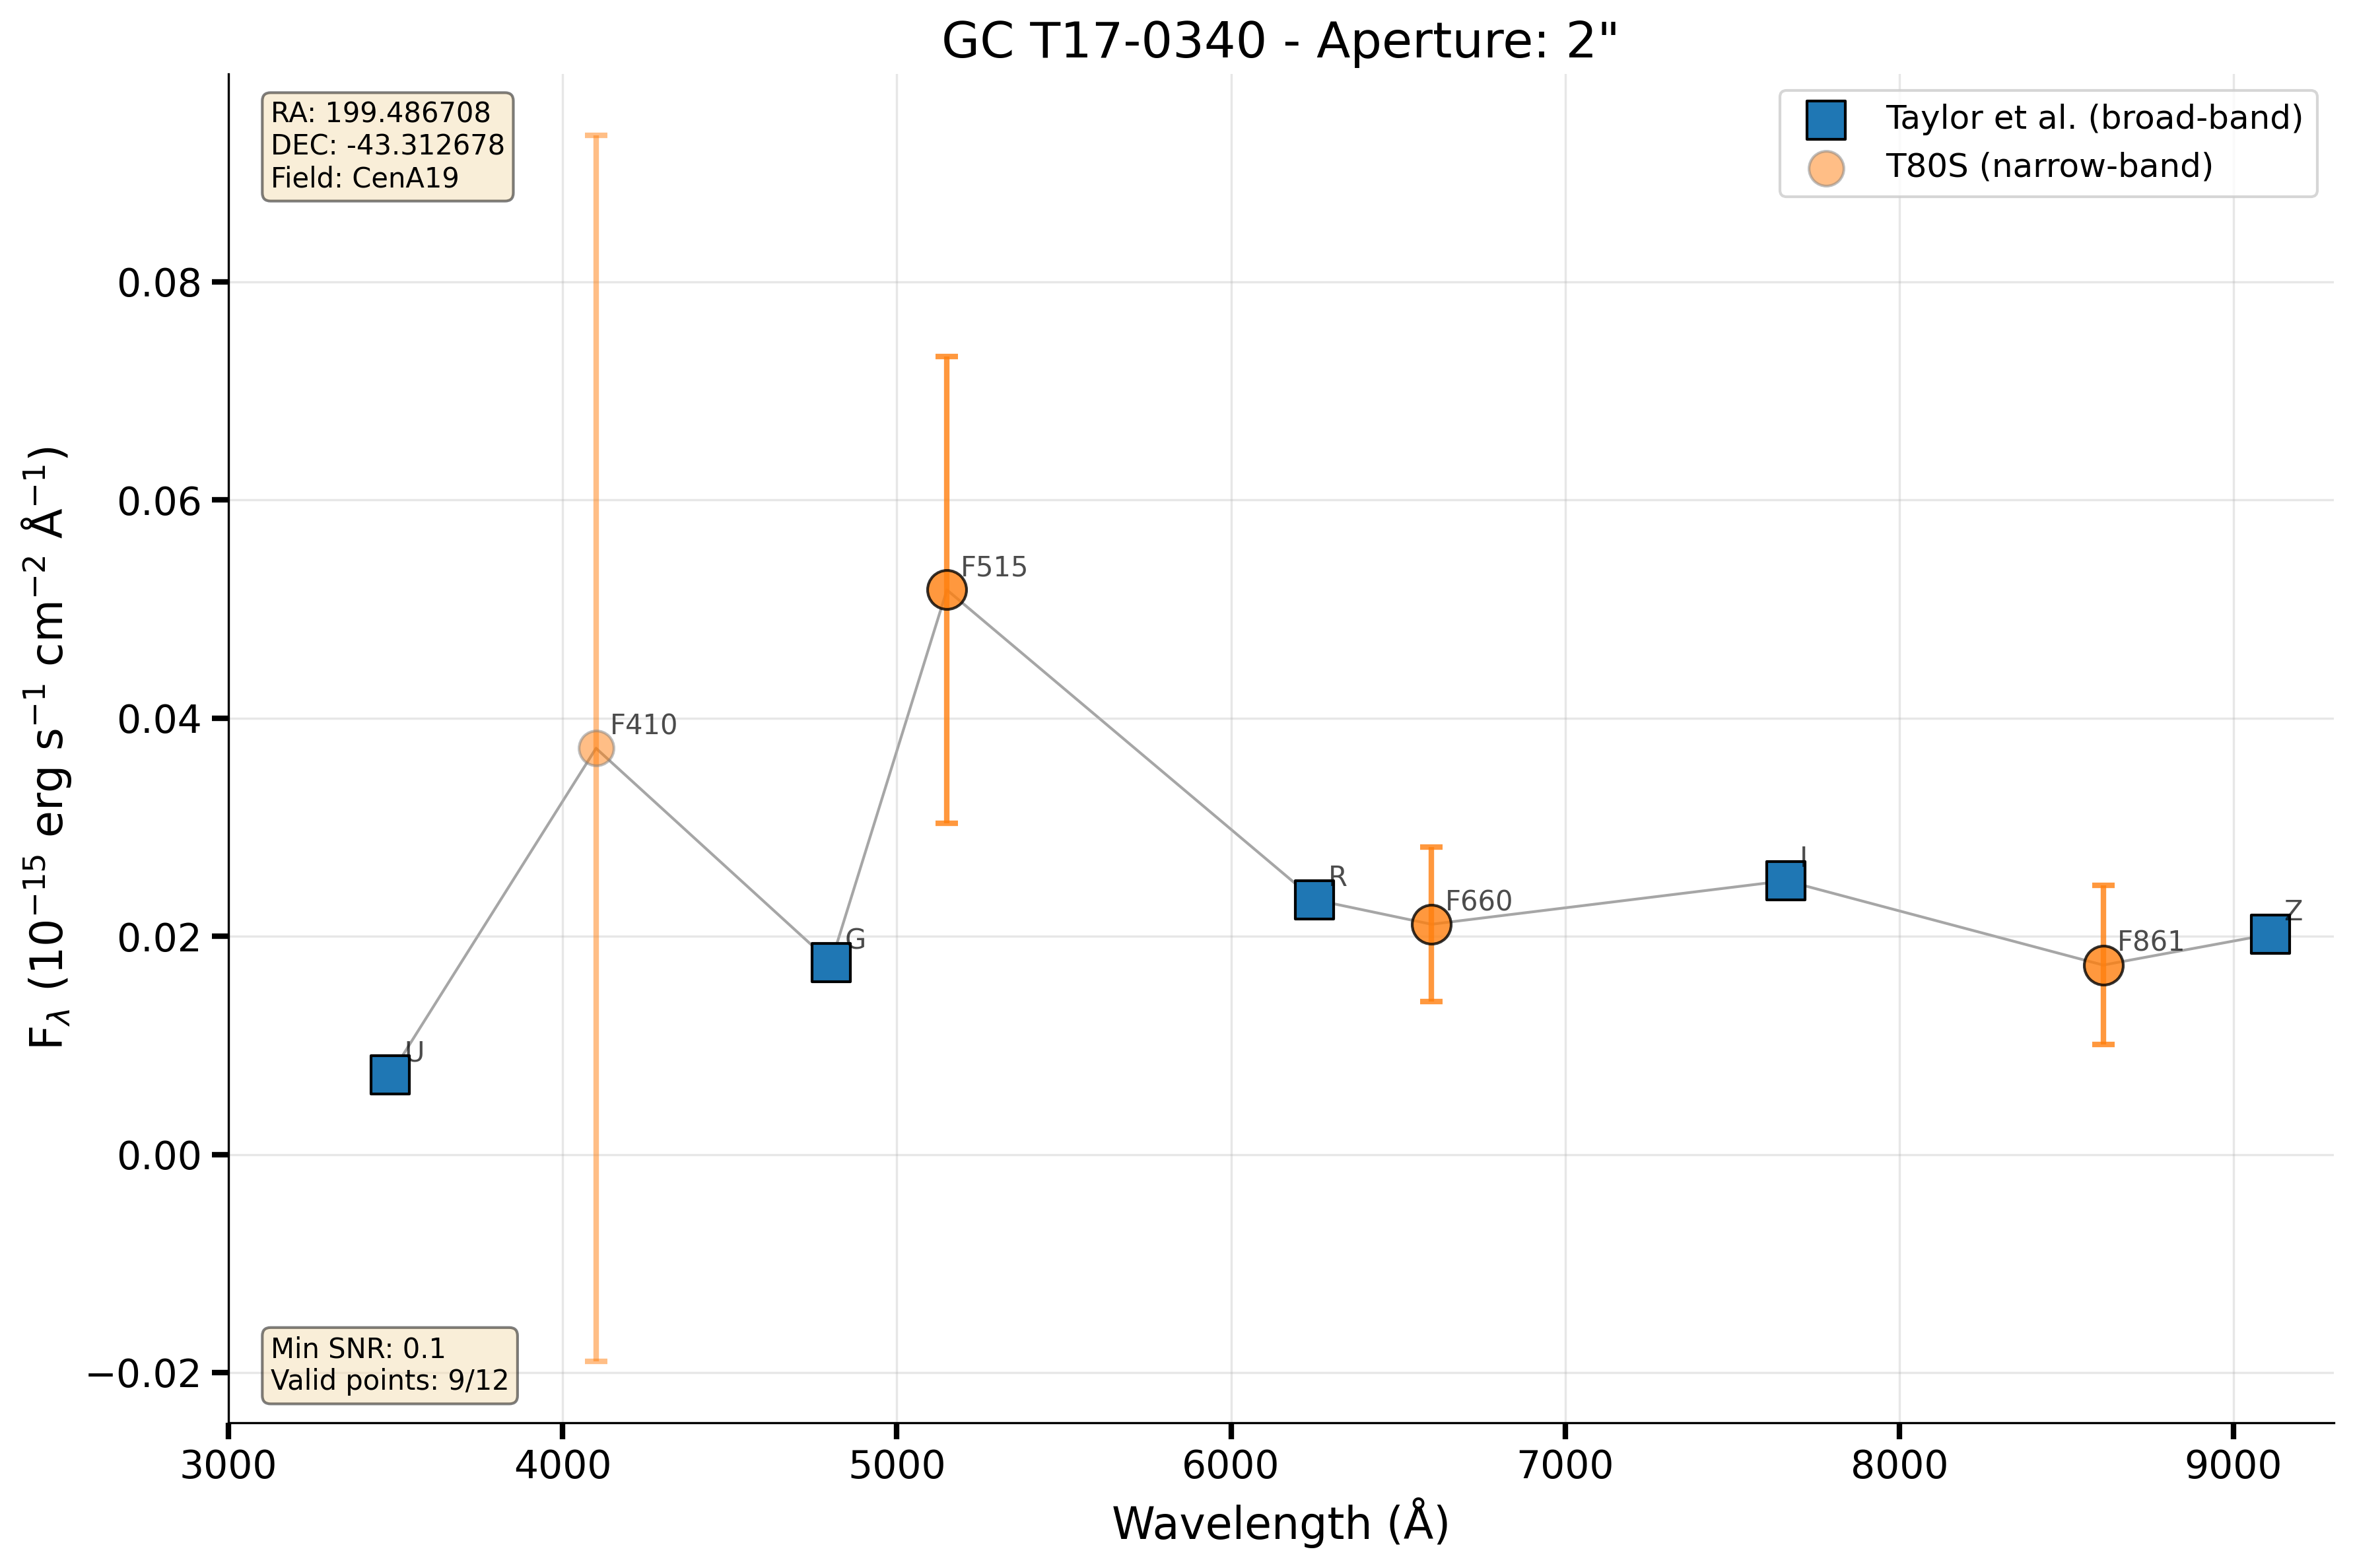 GC T17-0340 - Aperture: 2"
RA: 199.486708
DEC: -43.312678
Field: CenA19
Taylor et al. (broad-band)
T80S (narrow-band)
F_λ (10⁻¹⁵ erg s⁻¹ cm⁻² Å⁻¹)
0.08
0.06
0.04
0.02
0.00
−0.02
U
F410
G
F515
R
F660
I
F861
Z
Min SNR: 0.1
Valid points: 9/12
3000 4000 5000 6000 7000 8000 9000
Wavelength (Å)